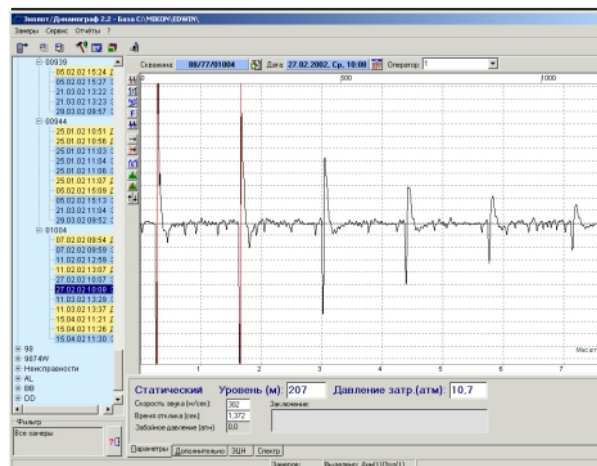 Эхолот/Динамограф 2.2 - База C:\MIKON\EDWIN\
Замеры Сервис Отчёты ?
Скважина: 08/77/01004 Дата: 27.02.2002, Ср, 10:08 Оператор: 1
00939
05.02.02 15:24
05.02.02 15:27
21.03.02 13:22
21.03.02 13:23
29.03.02 09:57
00944
25.01.02 10:51
25.01.02 10:56
25.01.02 11:03
25.01.02 11:04
25.01.02 11:06
25.01.02 11:07
05.02.02 15:09
05.02.02 15:13
21.03.02 11:04
29.03.02 09:52
01004
07.02.02 09:54
07.02.02 09:59
11.02.02 12:59
11.02.02 13:07
27.02.02 10:07
27.02.02 10:08
11.03.02 13:29
11.03.02 13:37
15.04.02 11:21
15.04.02 11:26
15.04.02 11:30
98
9874W
Неисправности
AL
BB
DD
Фильтр
Все замеры
0 500 1000
F
Масшт
1 2 3 4 5 6 7
Статический Уровень (м): 207 Давление затр.(атм): 10,7
Скорость звука (м/сек): 302 Заключение:
Время отклика (сек): 1,372
Забойное давление (атм) 0,0
Параметры Дополнительно ЭЦН Спектр
Замеров: